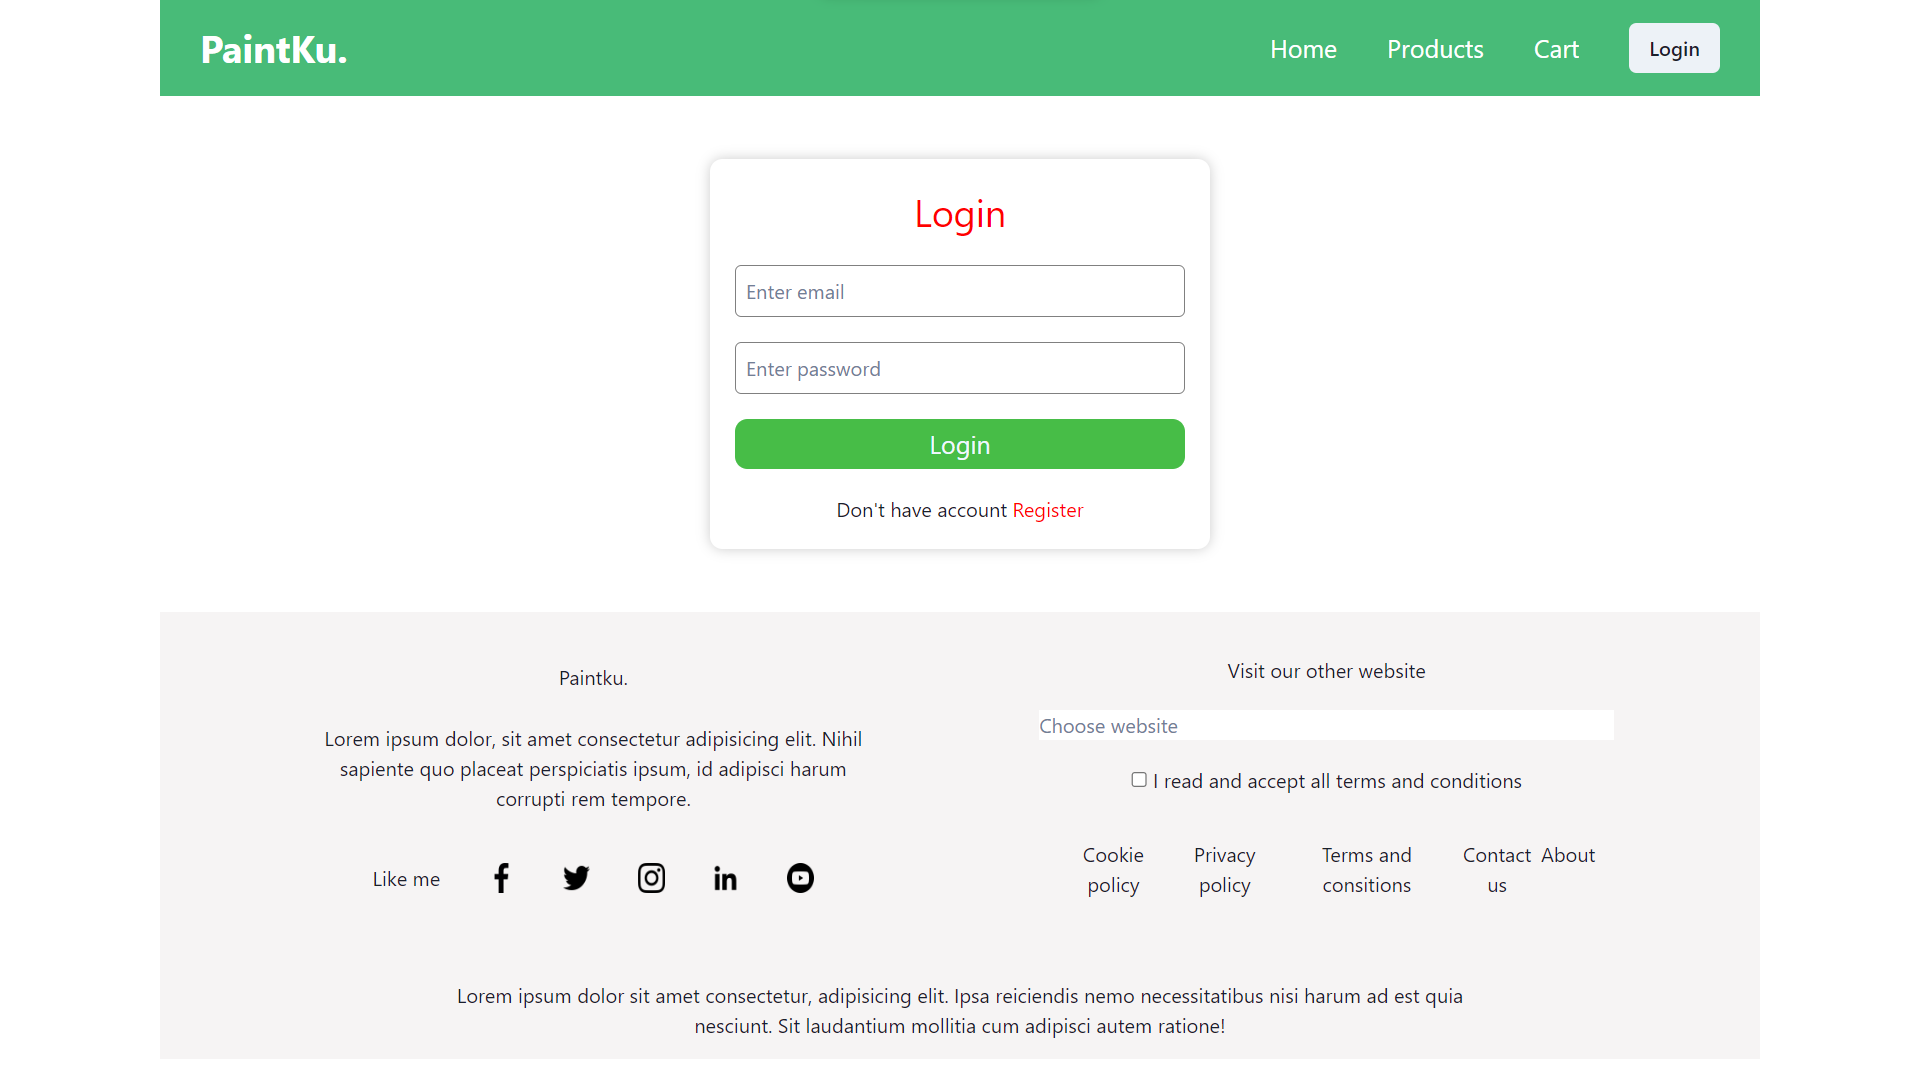 PaintKu.
Home
Products
Cart
Login
Login
Enter email
Enter password
Login
Don't have account Register
Paintku.
Lorem ipsum dolor, sit amet consectetur adipisicing elit. Nihil
sapiente quo placeat perspiciatis ipsum, id adipisci harum
corrupti rem tempore.
Like me
Visit our other website
Choose website
I read and accept all terms and conditions
Cookie
policy
Privacy
policy
Terms and
consitions
Contact
us
About
Lorem ipsum dolor sit amet consectetur, adipisicing elit. Ipsa reiciendis nemo necessitatibus nisi harum ad est quia
nesciunt. Sit laudantium mollitia cum adipisci autem ratione!